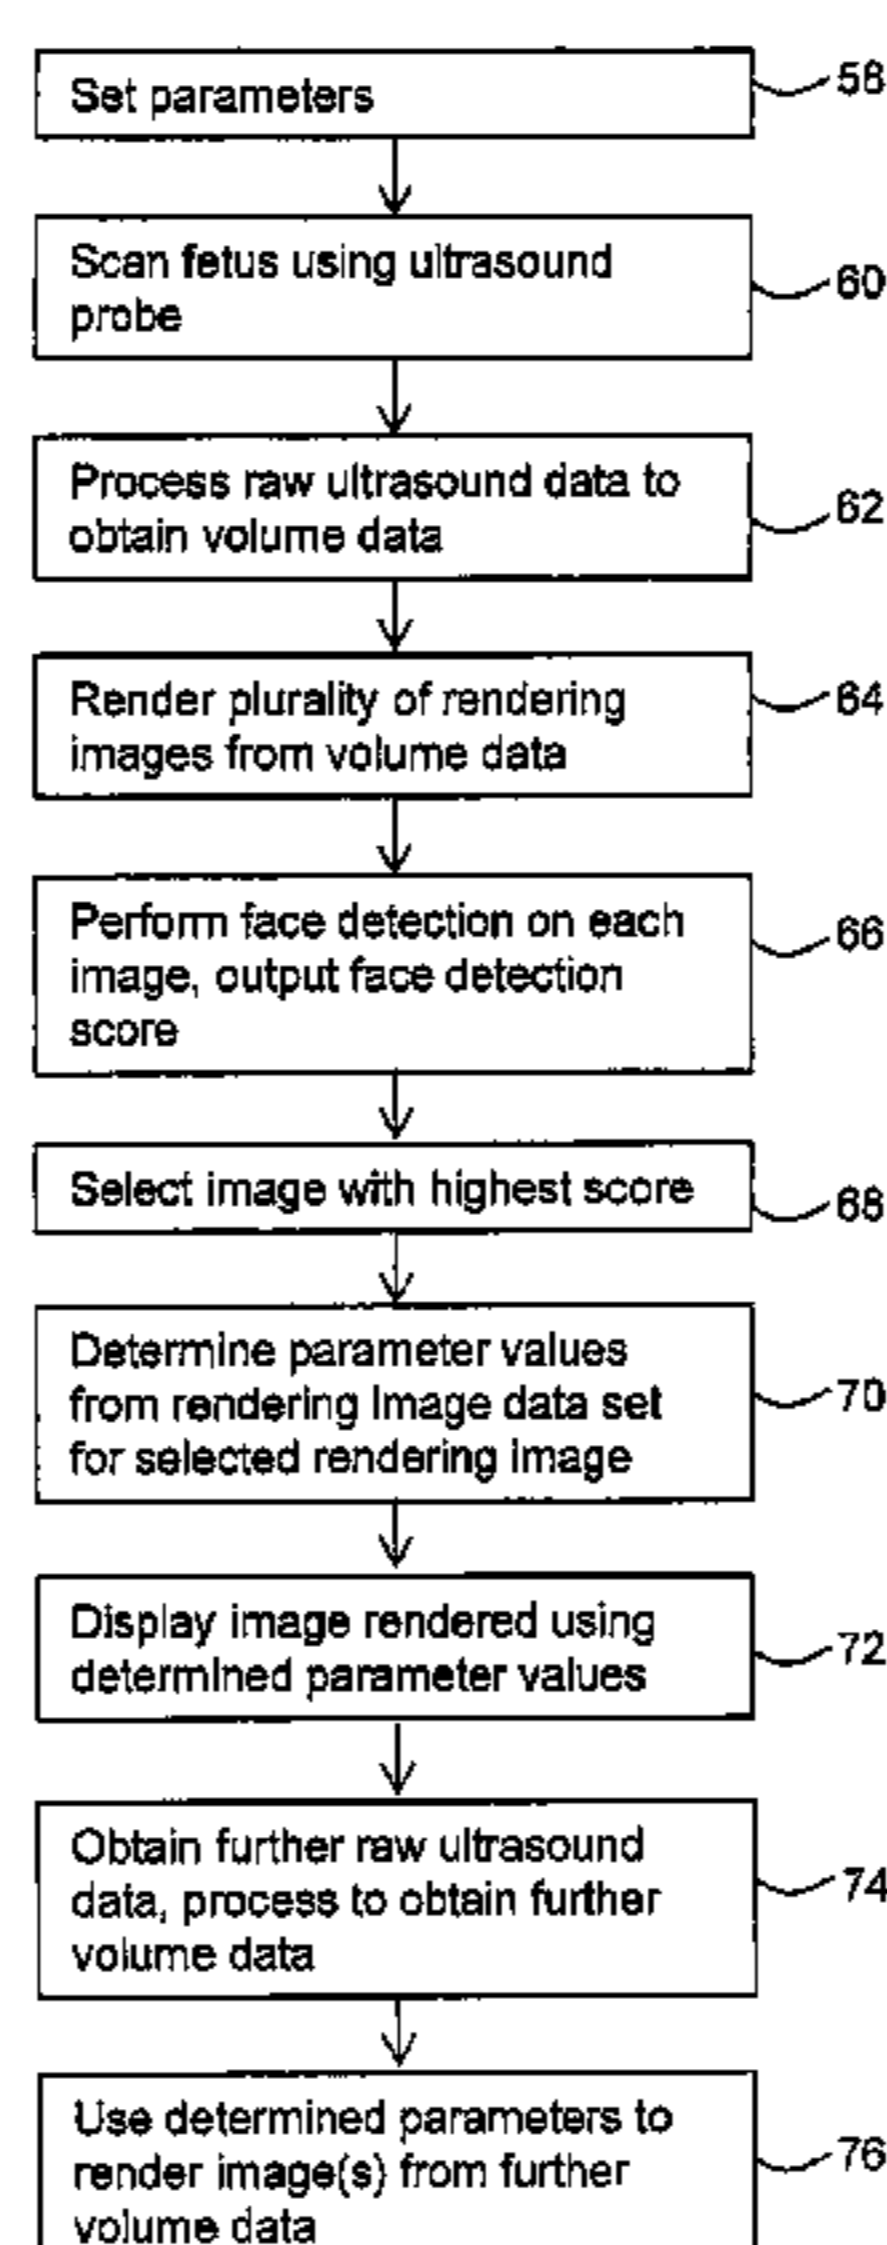 Set parameters
58
Scan fetus using ultrasound
probe
60
Process raw ultrasound data to
obtain volume data
62
Render plurality of rendering
images from volume data
64
Perform face detection on each
image, output face detection
score
66
Select image with highest score
68
Determine parameter values
from rendering image data set
for selected rendering image
70
Display image rendered using
determined parameter values
72
Obtain further raw ultrasound
data, process to obtain further
volume data
74
Use determined parameters to
render image(s) from further
volume data
76